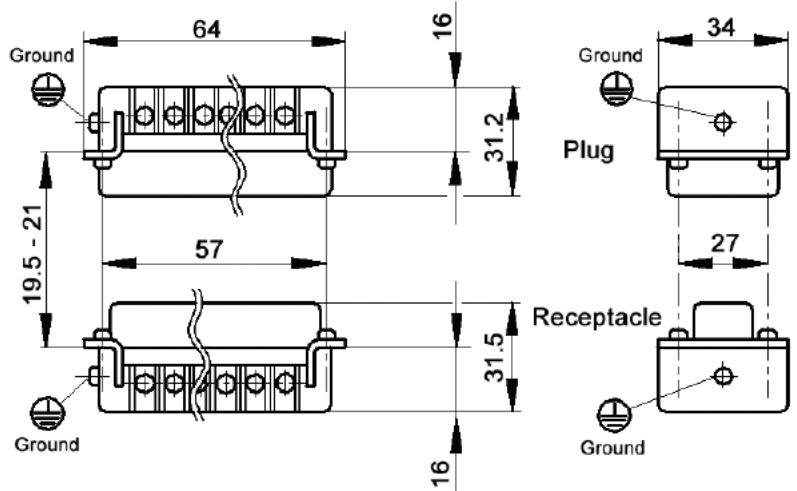 64
16
34
Ground
Ground
31.2
Plug
19.5 - 21
57
27
Receptacle
31.5
Ground
Ground
16